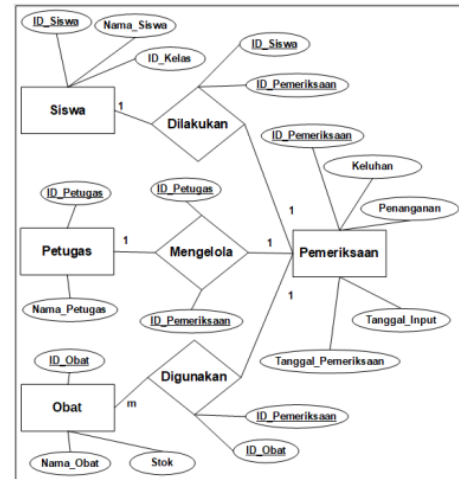 ID_Siswa
Nama_Siswa
ID_Kelas
Siswa
1
Dilakukan
ID_Siswa
ID_Pemeriksaan
ID_Pemeriksaan
Keluhan
Penanganan
1
ID_Petugas
ID_Petugas
Petugas
1
Mengelola
1
Pemeriksaan
1
Nama_Petugas
ID_Pemeriksaan
Tanggal_Input
Tanggal_Pemeriksaan
ID_Obat
Digunakan
Obat
m
ID_Pemeriksaan
ID_Obat
Nama_Obat
Stok